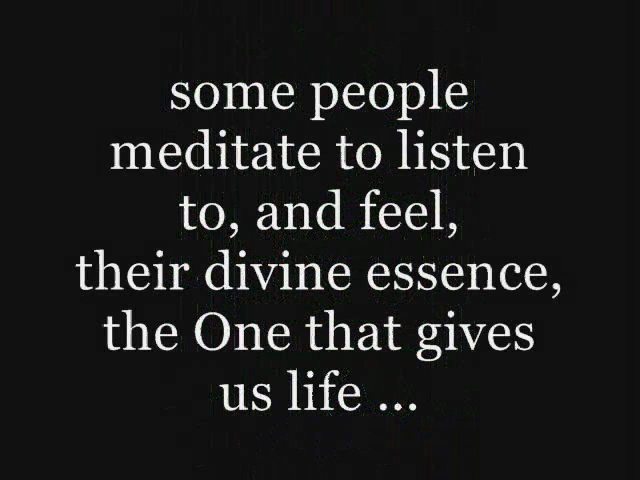 some people
meditate to listen
to, and feel,
their divine essence,
the One that gives
us life ...